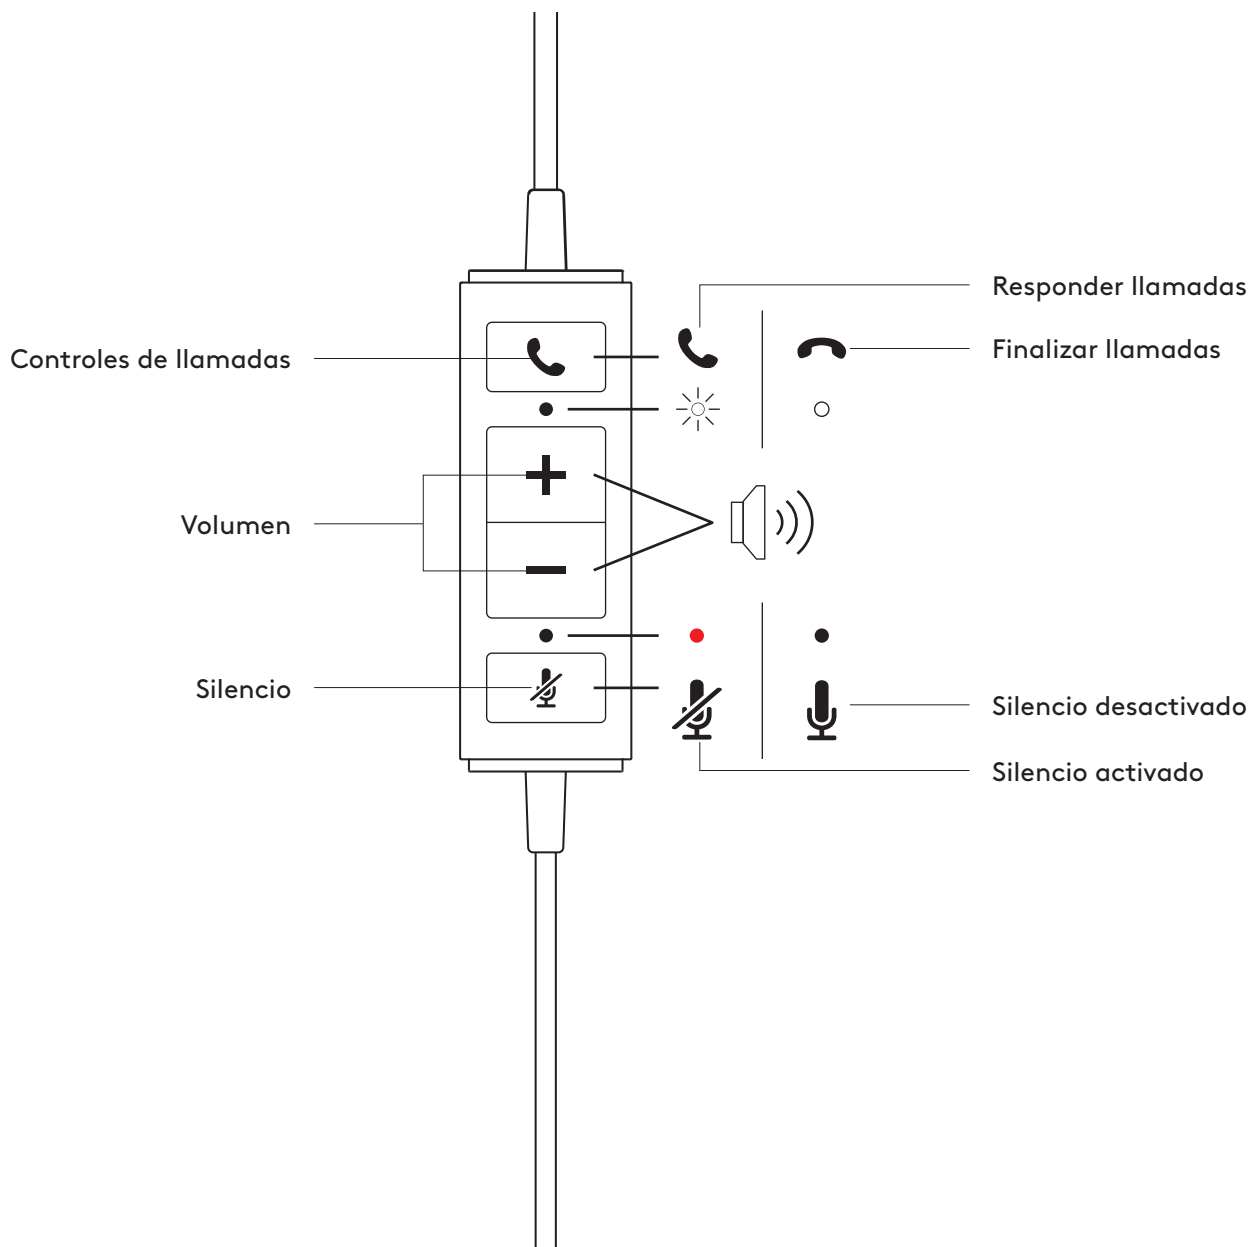 Responder llamadas
Finalizar llamadas
Controles de llamadas
Volumen
Silencio
Silencio desactivado
Silencio activado